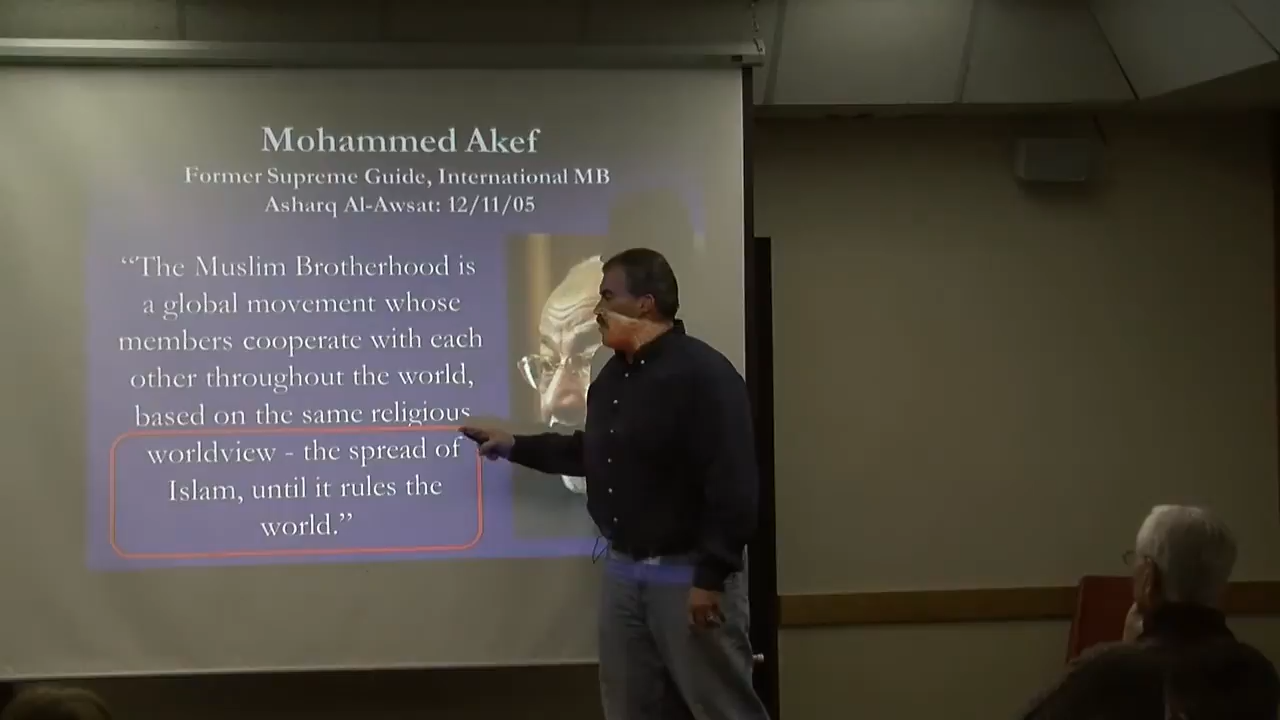 Mohammed Akef
Former Supreme Guide, International MB
Asharq Al-Awsat: 12/11/05
“The Muslim Brotherhood is
a global movement whose
members cooperate with each
other throughout the world,
based on the same religious
worldview - the spread of
Islam, until it rules the
world.”